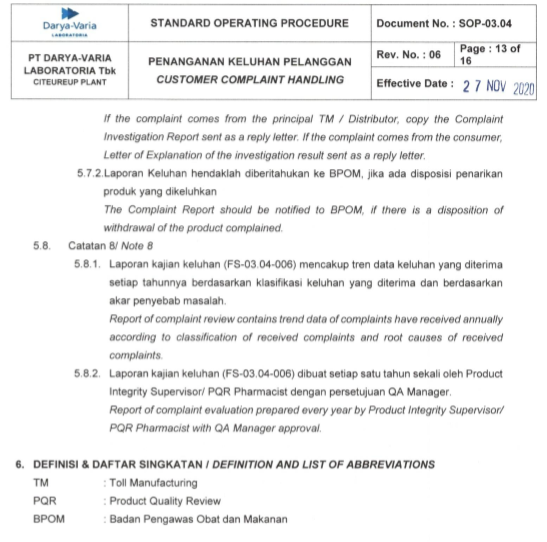 Darya-Varia
LABORATORIA
PT DARYA-VARIA
LABORATORIA Tbk
CITEUREUP PLANT
STANDARD OPERATING PROCEDURE
PENANGANAN KELUHAN PELANGGAN
CUSTOMER COMPLAINT HANDLING
Document No. : SOP-03.04
Rev. No. : 06
Page : 13 of
16
Effective Date : 27 NOV 2020
If the complaint comes from the principal TM / Distributor, copy the Complaint
Investigation Report sent as a reply letter. If the complaint comes from the consumer,
Letter of Explanation of the investigation result sent as a reply letter.
5.7.2.Laporan Keluhan hendaklah diberitahukan ke BPOM, jika ada disposisi penarikan
produk yang dikeluhkan
The Complaint Report should be notified to BPOM, if there is a disposition of
withdrawal of the product complained.
5.8. Catatan 8/ Note 8
5.8.1. Laporan kajian keluhan (FS-03.04-006) mencakup tren data keluhan yang diterima
setiap tahunnya berdasarkan klasifikasi keluhan yang diterima dan berdasarkan
akar penyebab masalah.
Report of complaint review contains trend data of complaints have received annually
according to classification of received complaints and root causes of received
complaints.
5.8.2. Laporan kajian keluhan (FS-03.04-006) dibuat setiap satu tahun sekali oleh Product
Integrity Supervisor/ PQR Pharmacist dengan persetujuan QA Manager.
Report of complaint evaluation prepared every year by Product Integrity Supervisor/
PQR Pharmacist with QA Manager approval.
6. DEFINISI & DAFTAR SINGKATAN / DEFINITION AND LIST OF ABBREVIATIONS
TM : Toll Manufacturing
PQR : Product Quality Review
BPOM : Badan Pengawas Obat dan Makanan